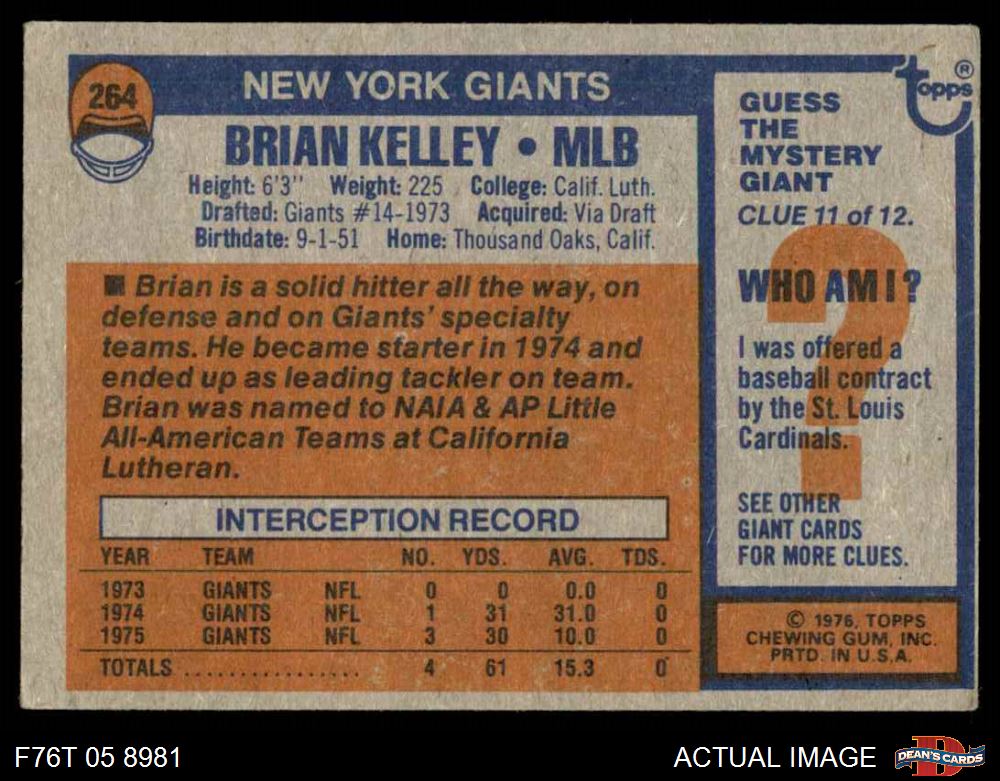 264
NEW YORK GIANTS
BRIAN KELLEY • MLB
Height: 6'3" Weight: 225 College: Calif. Luth.
Drafted: Giants #14-1973 Acquired: Via Draft
Birthdate: 9-1-51 Home: Thousand Oaks, Calif.
■ Brian is a solid hitter all the way, on
defense and on Giants' specialty
teams. He became starter in 1974 and
ended up as leading tackler on team.
Brian was named to NAIA & AP Little
All-American Teams at California
Lutheran.
INTERCEPTION RECORD
YEAR TEAM NO. YDS. AVG. TDS.
1973 GIANTS NFL 0 0 0.0 0
1974 GIANTS NFL 1 31 31.0 0
1975 GIANTS NFL 3 30 10.0 0
TOTALS ................. 4 61 15.3 0
Topps®
GUESS
THE
MYSTERY
GIANT
CLUE 11 of 12.
?
WHO AM I?
I was offered a
baseball contract
by the St. Louis
Cardinals.
SEE OTHER
GIANT CARDS
FOR MORE CLUES.
© 1976, TOPPS
CHEWING GUM, INC.
PRTD. IN U.S.A.
F76T 05 8981
ACTUAL IMAGE
D
DEAN'S CARDS